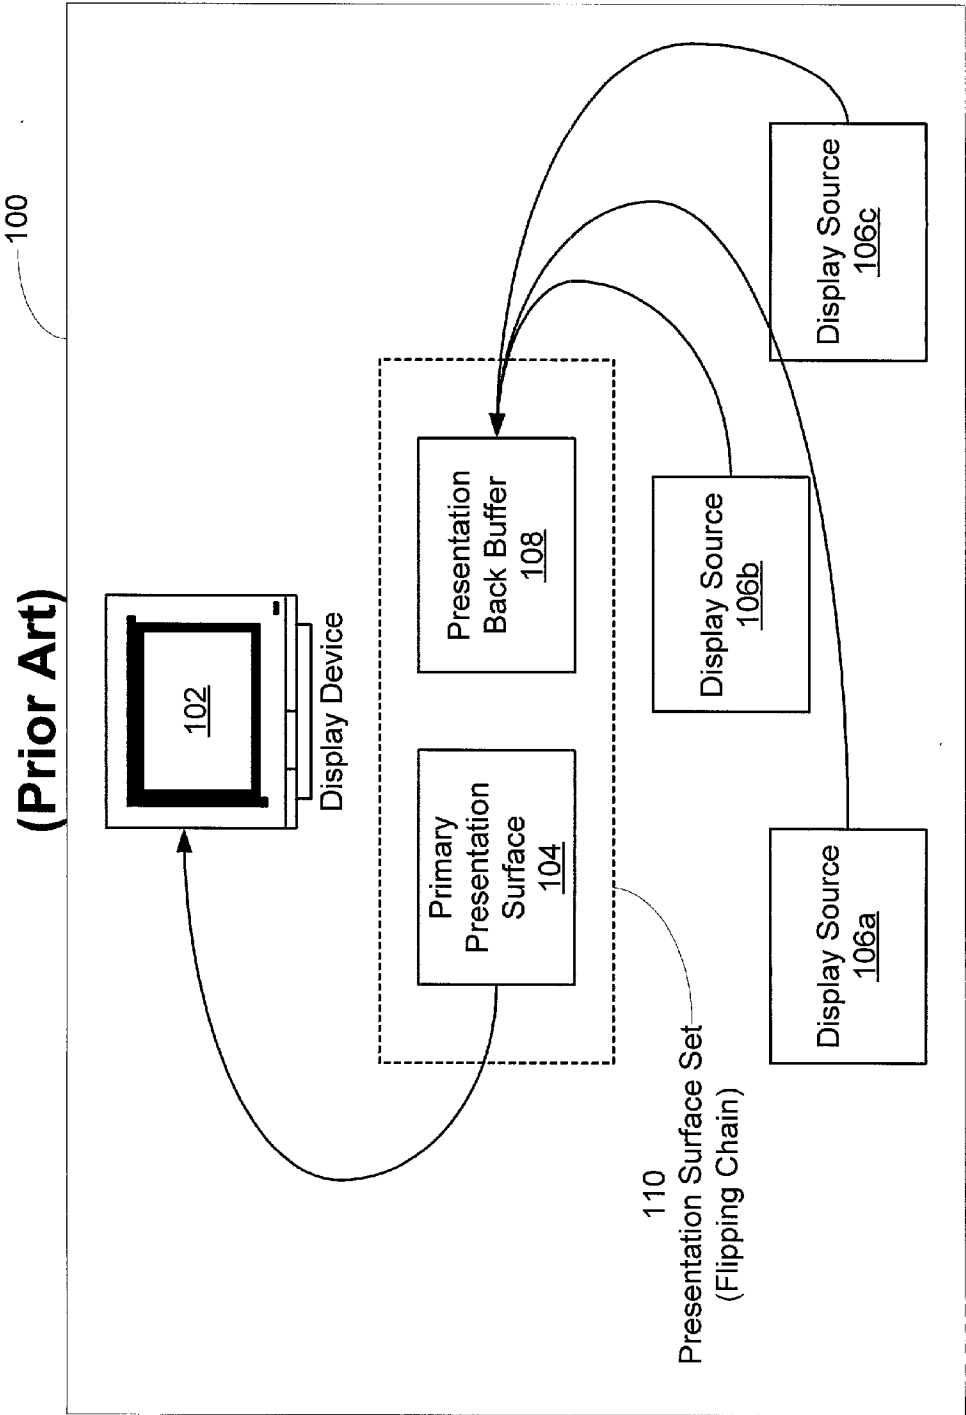 (Prior Art)
100
102
Display Device
Primary
Presentation
Surface
104
Presentation
Back Buffer
108
110
Presentation Surface Set
(Flipping Chain)
Display Source
106a
Display Source
106b
Display Source
106c